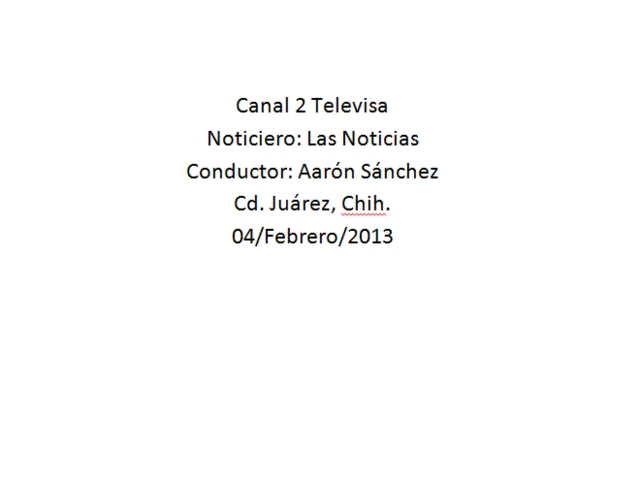 Canal 2 Televisa
Noticiero: Las Noticias
Conductor: Aarón Sánchez
Cd. Juárez, Chih.
04/Febrero/2013